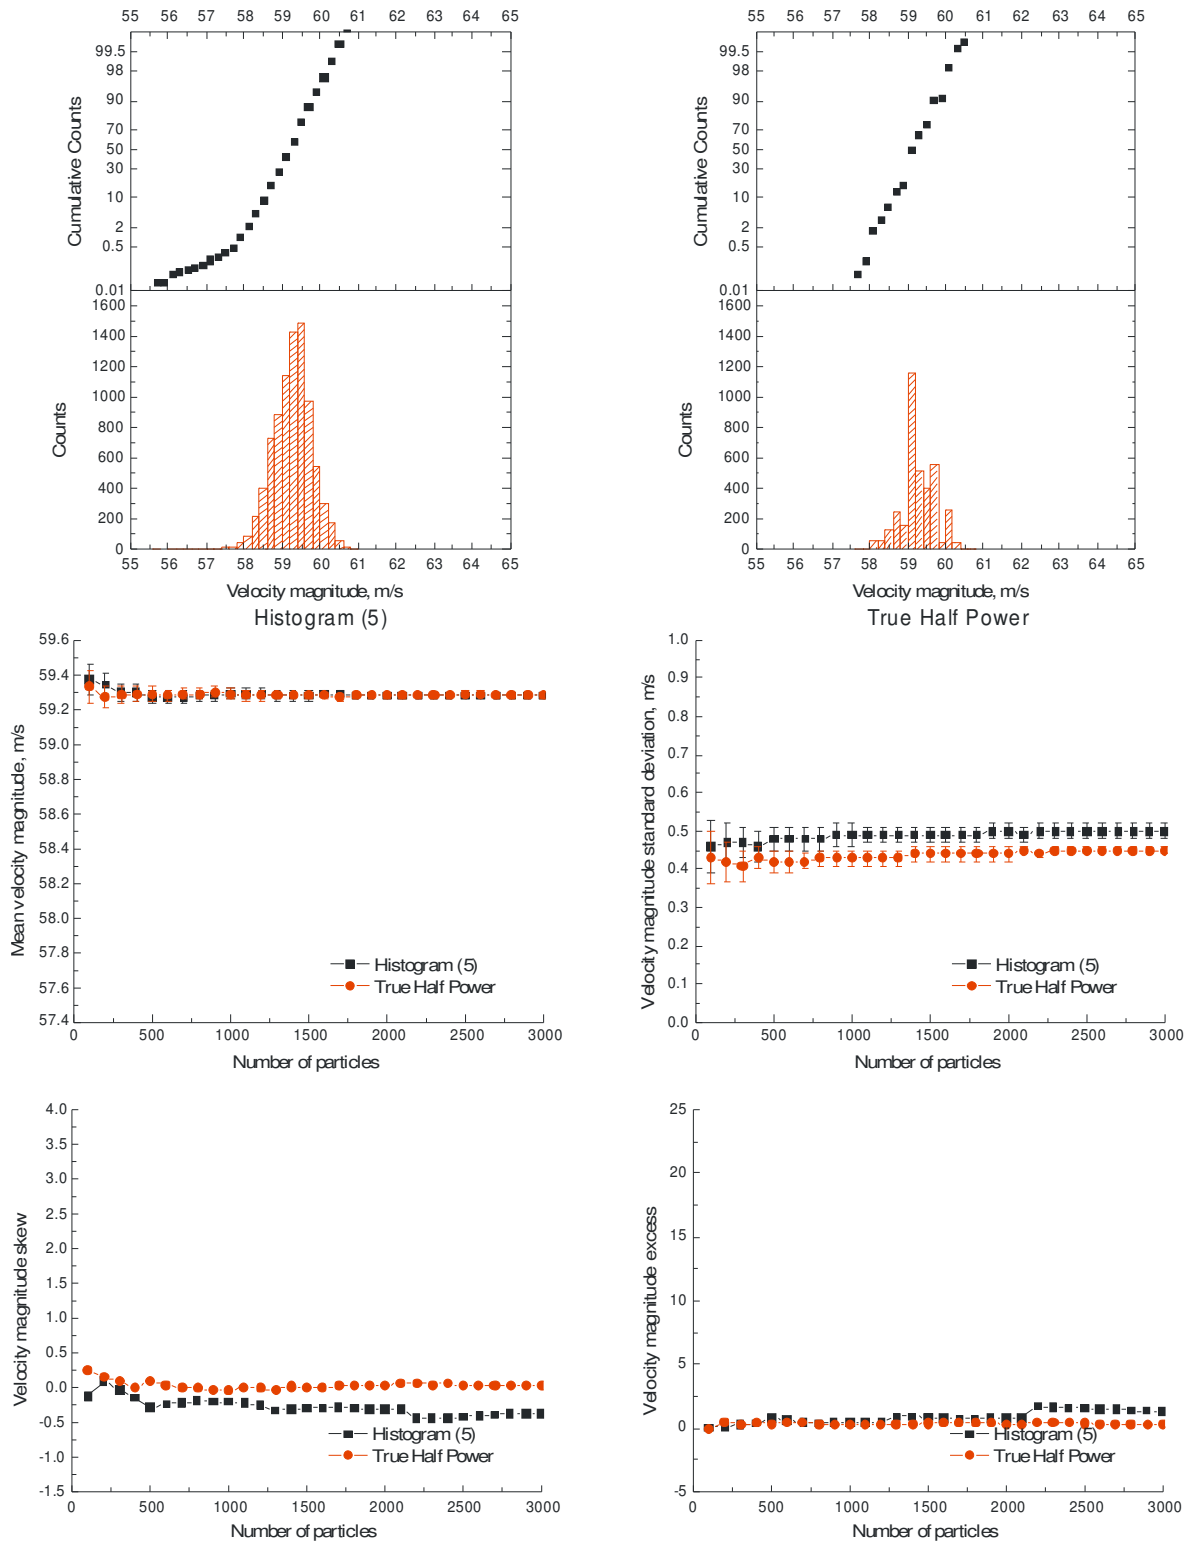 55 56 57 58 59 60 61 62 63 64 65
99.5
98
90
70
50
30
10
2
0.5
0.01
Cumulative Counts
1600
1400
1200
1000
800
600
400
200
0
Counts
55 56 57 58 59 60 61 62 63 64 65
Velocity magnitude, m/s
Histogram (5)
55 56 57 58 59 60 61 62 63 64 65
99.5
98
90
70
50
30
10
2
0.5
0.01
Cumulative Counts
1600
1400
1200
1000
800
600
400
200
0
Counts
55 56 57 58 59 60 61 62 63 64 65
Velocity magnitude, m/s
True Half Power
59.6
59.4
59.2
59.0
58.8
58.6
58.4
58.2
58.0
57.8
57.6
57.4
Mean velocity magnitude, m/s
Histogram (5)
True Half Power
0 500 1000 1500 2000 2500 3000
Number of particles
1.0
0.9
0.8
0.7
0.6
0.5
0.4
0.3
0.2
0.1
0.0
Velocity magnitude standard deviation, m/s
Histogram (5)
True Half Power
0 500 1000 1500 2000 2500 3000
Number of particles
4.0
3.5
3.0
2.5
2.0
1.5
1.0
0.5
0.0
-0.5
-1.0
-1.5
Velocity magnitude skew
Histogram (5)
True Half Power
0 500 1000 1500 2000 2500 3000
Number of particles
25
20
15
10
5
0
-5
Velocity magnitude excess
Histogram (5)
True Half Power
0 500 1000 1500 2000 2500 3000
Number of particles